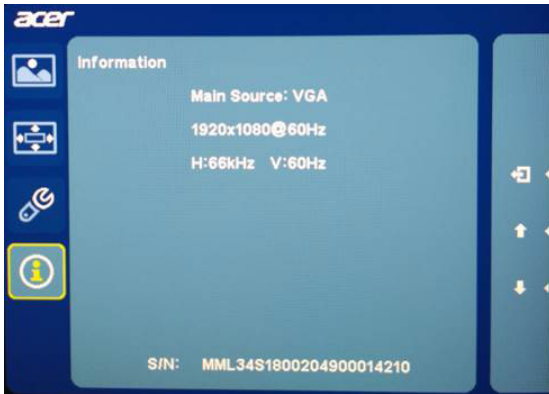 acer
Information
Main Source: VGA
1920x1080@60Hz
H:66kHz V:60Hz
S/N: MML34S1800204900014210